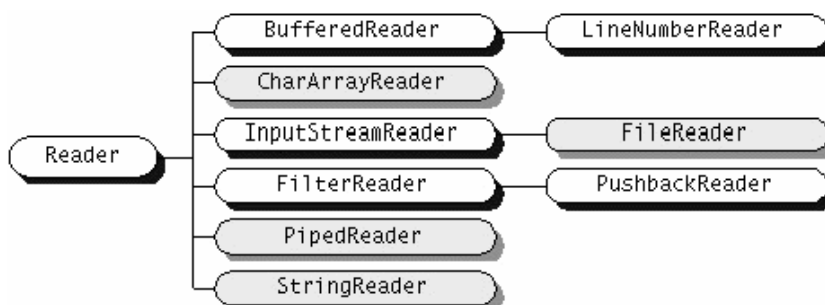 BufferedReader
LineNumberReader
CharArrayReader
InputStreamReader
FileReader
Reader
FilterReader
PushbackReader
PipedReader
StringReader